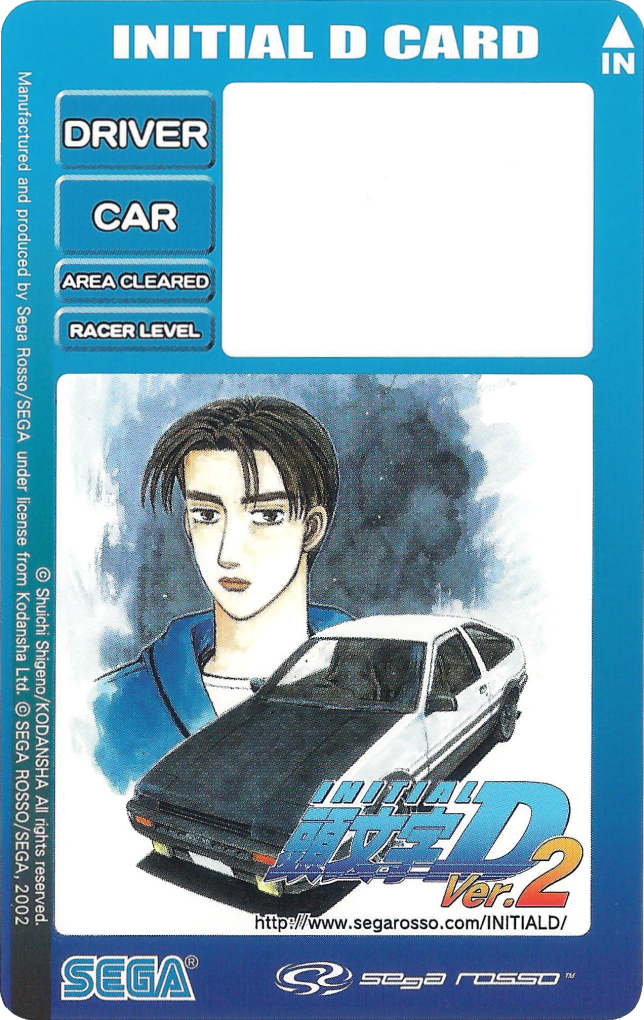 INITIAL D CARD
IN
DRIVER
CAR
AREA CLEARED
RACER LEVEL
Manufactured and produced by Sega Rosso/SEGA under license from Kodansha Ltd. © SEGA ROSSO/SEGA, 2002
© Shuichi Shigeno/KODANSHA All rights reserved.
INITIAL
頭文字D
Ver.2
http://www.segarosso.com/INITIALD/
SEGA®
sega rosso™